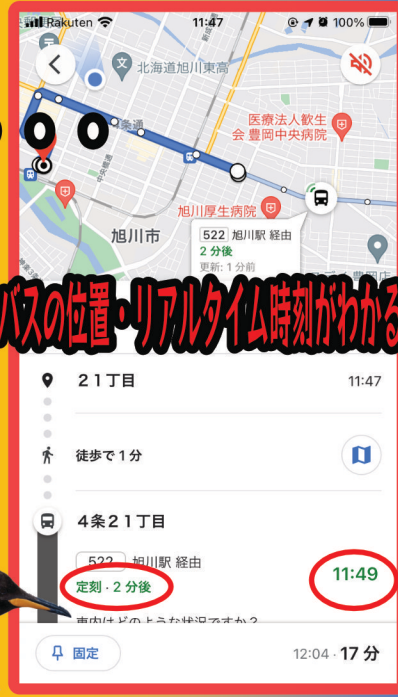 Rakuten
11:47
100%
北海道旭川東高
条通
医療法人歓生
会 豊岡中央病院
旭川厚生病院
旭川市
522 旭川駅 経由
2 分後
更新: 1 分前
バスの位置・リアルタイム時刻がわかる
21丁目
11:47
徒歩で 1 分
4条21丁目
522 旭川駅 経由
定刻 · 2 分後
11:49
車内はどのような状況ですか?
固定
12:04 · 17 分